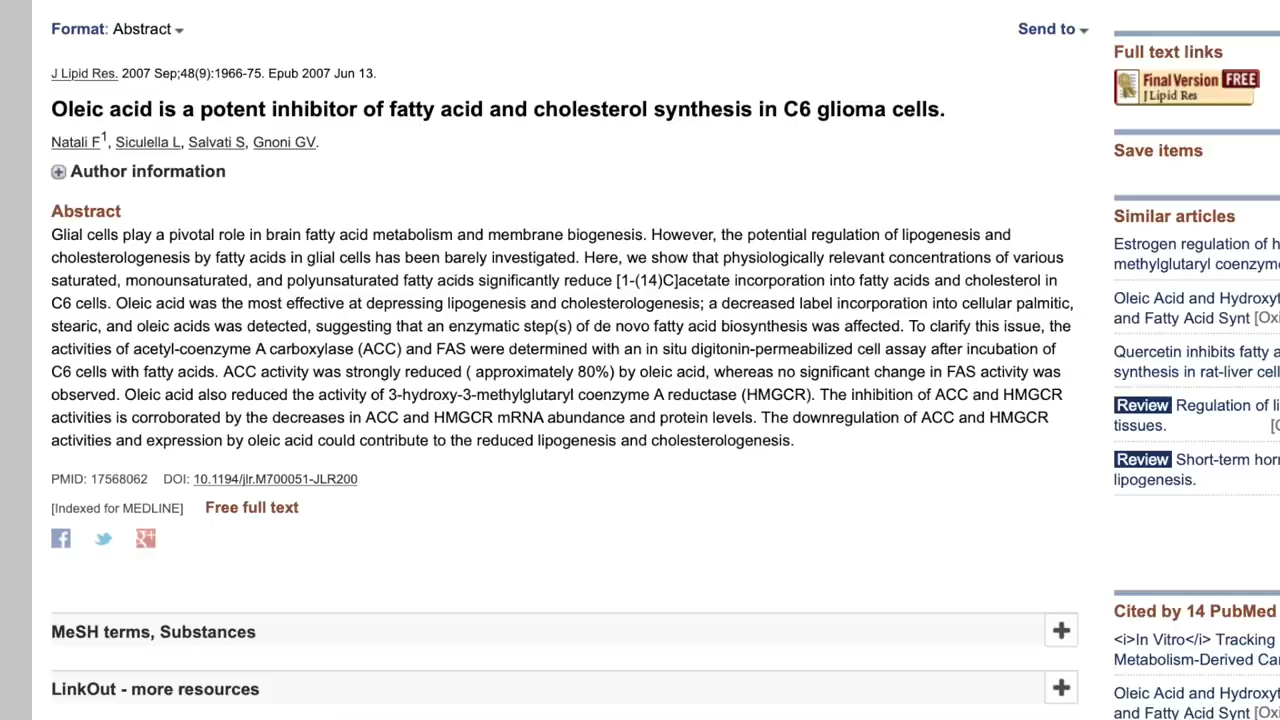 Format: Abstract
Send to
J Lipid Res. 2007 Sep;48(9):1966-75. Epub 2007 Jun 13.
Oleic acid is a potent inhibitor of fatty acid and cholesterol synthesis in C6 glioma cells.
Natali F1, Siculella L, Salvati S, Gnoni GV.
Author information
Abstract
Glial cells play a pivotal role in brain fatty acid metabolism and membrane biogenesis. However, the potential regulation of lipogenesis and
cholesterologenesis by fatty acids in glial cells has been barely investigated. Here, we show that physiologically relevant concentrations of various
saturated, monounsaturated, and polyunsaturated fatty acids significantly reduce [1-(14)C]acetate incorporation into fatty acids and cholesterol in
C6 cells. Oleic acid was the most effective at depressing lipogenesis and cholesterologenesis; a decreased label incorporation into cellular palmitic,
stearic, and oleic acids was detected, suggesting that an enzymatic step(s) of de novo fatty acid biosynthesis was affected. To clarify this issue, the
activities of acetyl-coenzyme A carboxylase (ACC) and FAS were determined with an in situ digitonin-permeabilized cell assay after incubation of
C6 cells with fatty acids. ACC activity was strongly reduced ( approximately 80%) by oleic acid, whereas no significant change in FAS activity was
observed. Oleic acid also reduced the activity of 3-hydroxy-3-methylglutaryl coenzyme A reductase (HMGCR). The inhibition of ACC and HMGCR
activities is corroborated by the decreases in ACC and HMGCR mRNA abundance and protein levels. The downregulation of ACC and HMGCR
activities and expression by oleic acid could contribute to the reduced lipogenesis and cholesterologenesis.
PMID: 17568062 DOI: 10.1194/jlr.M700051-JLR200
[Indexed for MEDLINE] Free full text
MeSH terms, Substances
LinkOut - more resources
Full text links
Final Version FREE
J Lipid Res
Save items
Similar articles
Estrogen regulation of h
methylglutaryl coenzyme
Oleic Acid and Hydroxyt
and Fatty Acid Synt [Oxi
Quercetin inhibits fatty a
synthesis in rat-liver cell
Review Regulation of li
tissues.
Review Short-term horr
lipogenesis.
Cited by 14 PubMed
<i>In Vitro</i> Tracking
Metabolism-Derived Car
Oleic Acid and Hydroxyt
and Fatty Acid Synt [Oxi